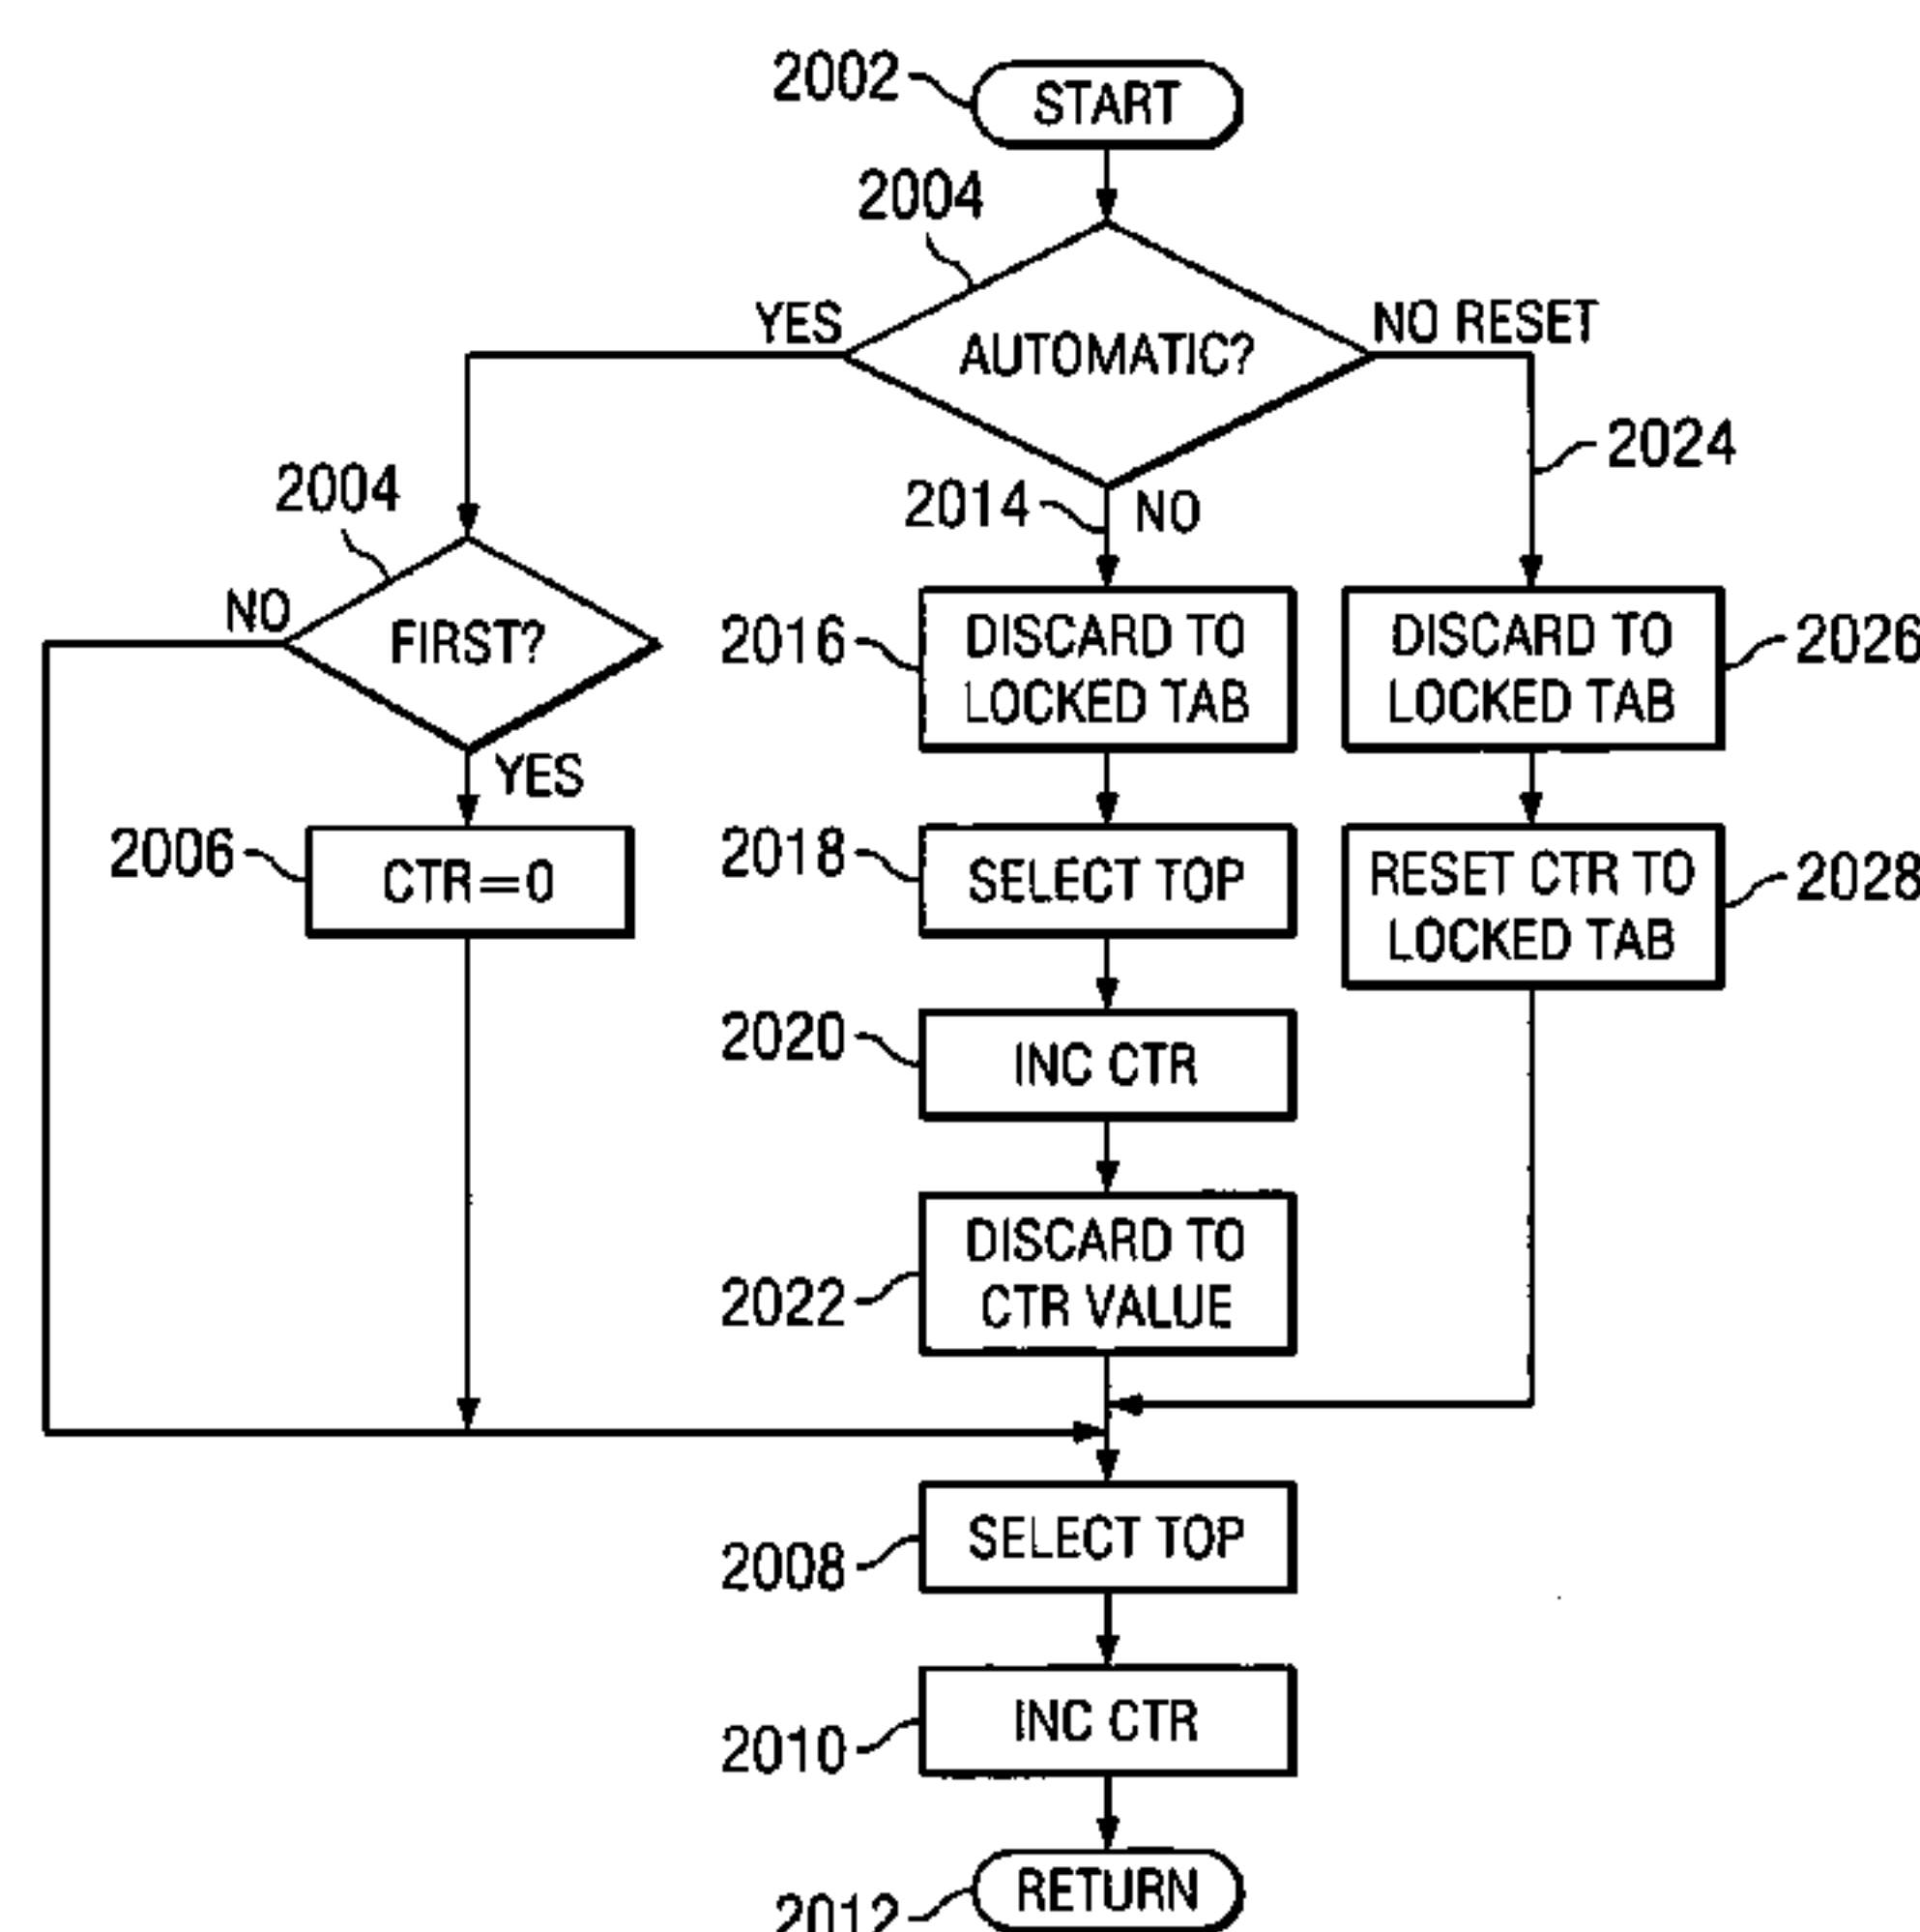 2002
START
2004
YES
AUTOMATIC?
NO RESET
2024
2004
2014
NO
NO
FIRST?
2016
DISCARD TO
LOCKED TAB
DISCARD TO
LOCKED TAB
2026
YES
2006
CTR=0
2018
SELECT TOP
RESET CTR TO
LOCKED TAB
2028
2020
INC CTR
DISCARD TO
CTR VALUE
2022
SELECT TOP
2008
INC CTR
2010
RETURN
2012